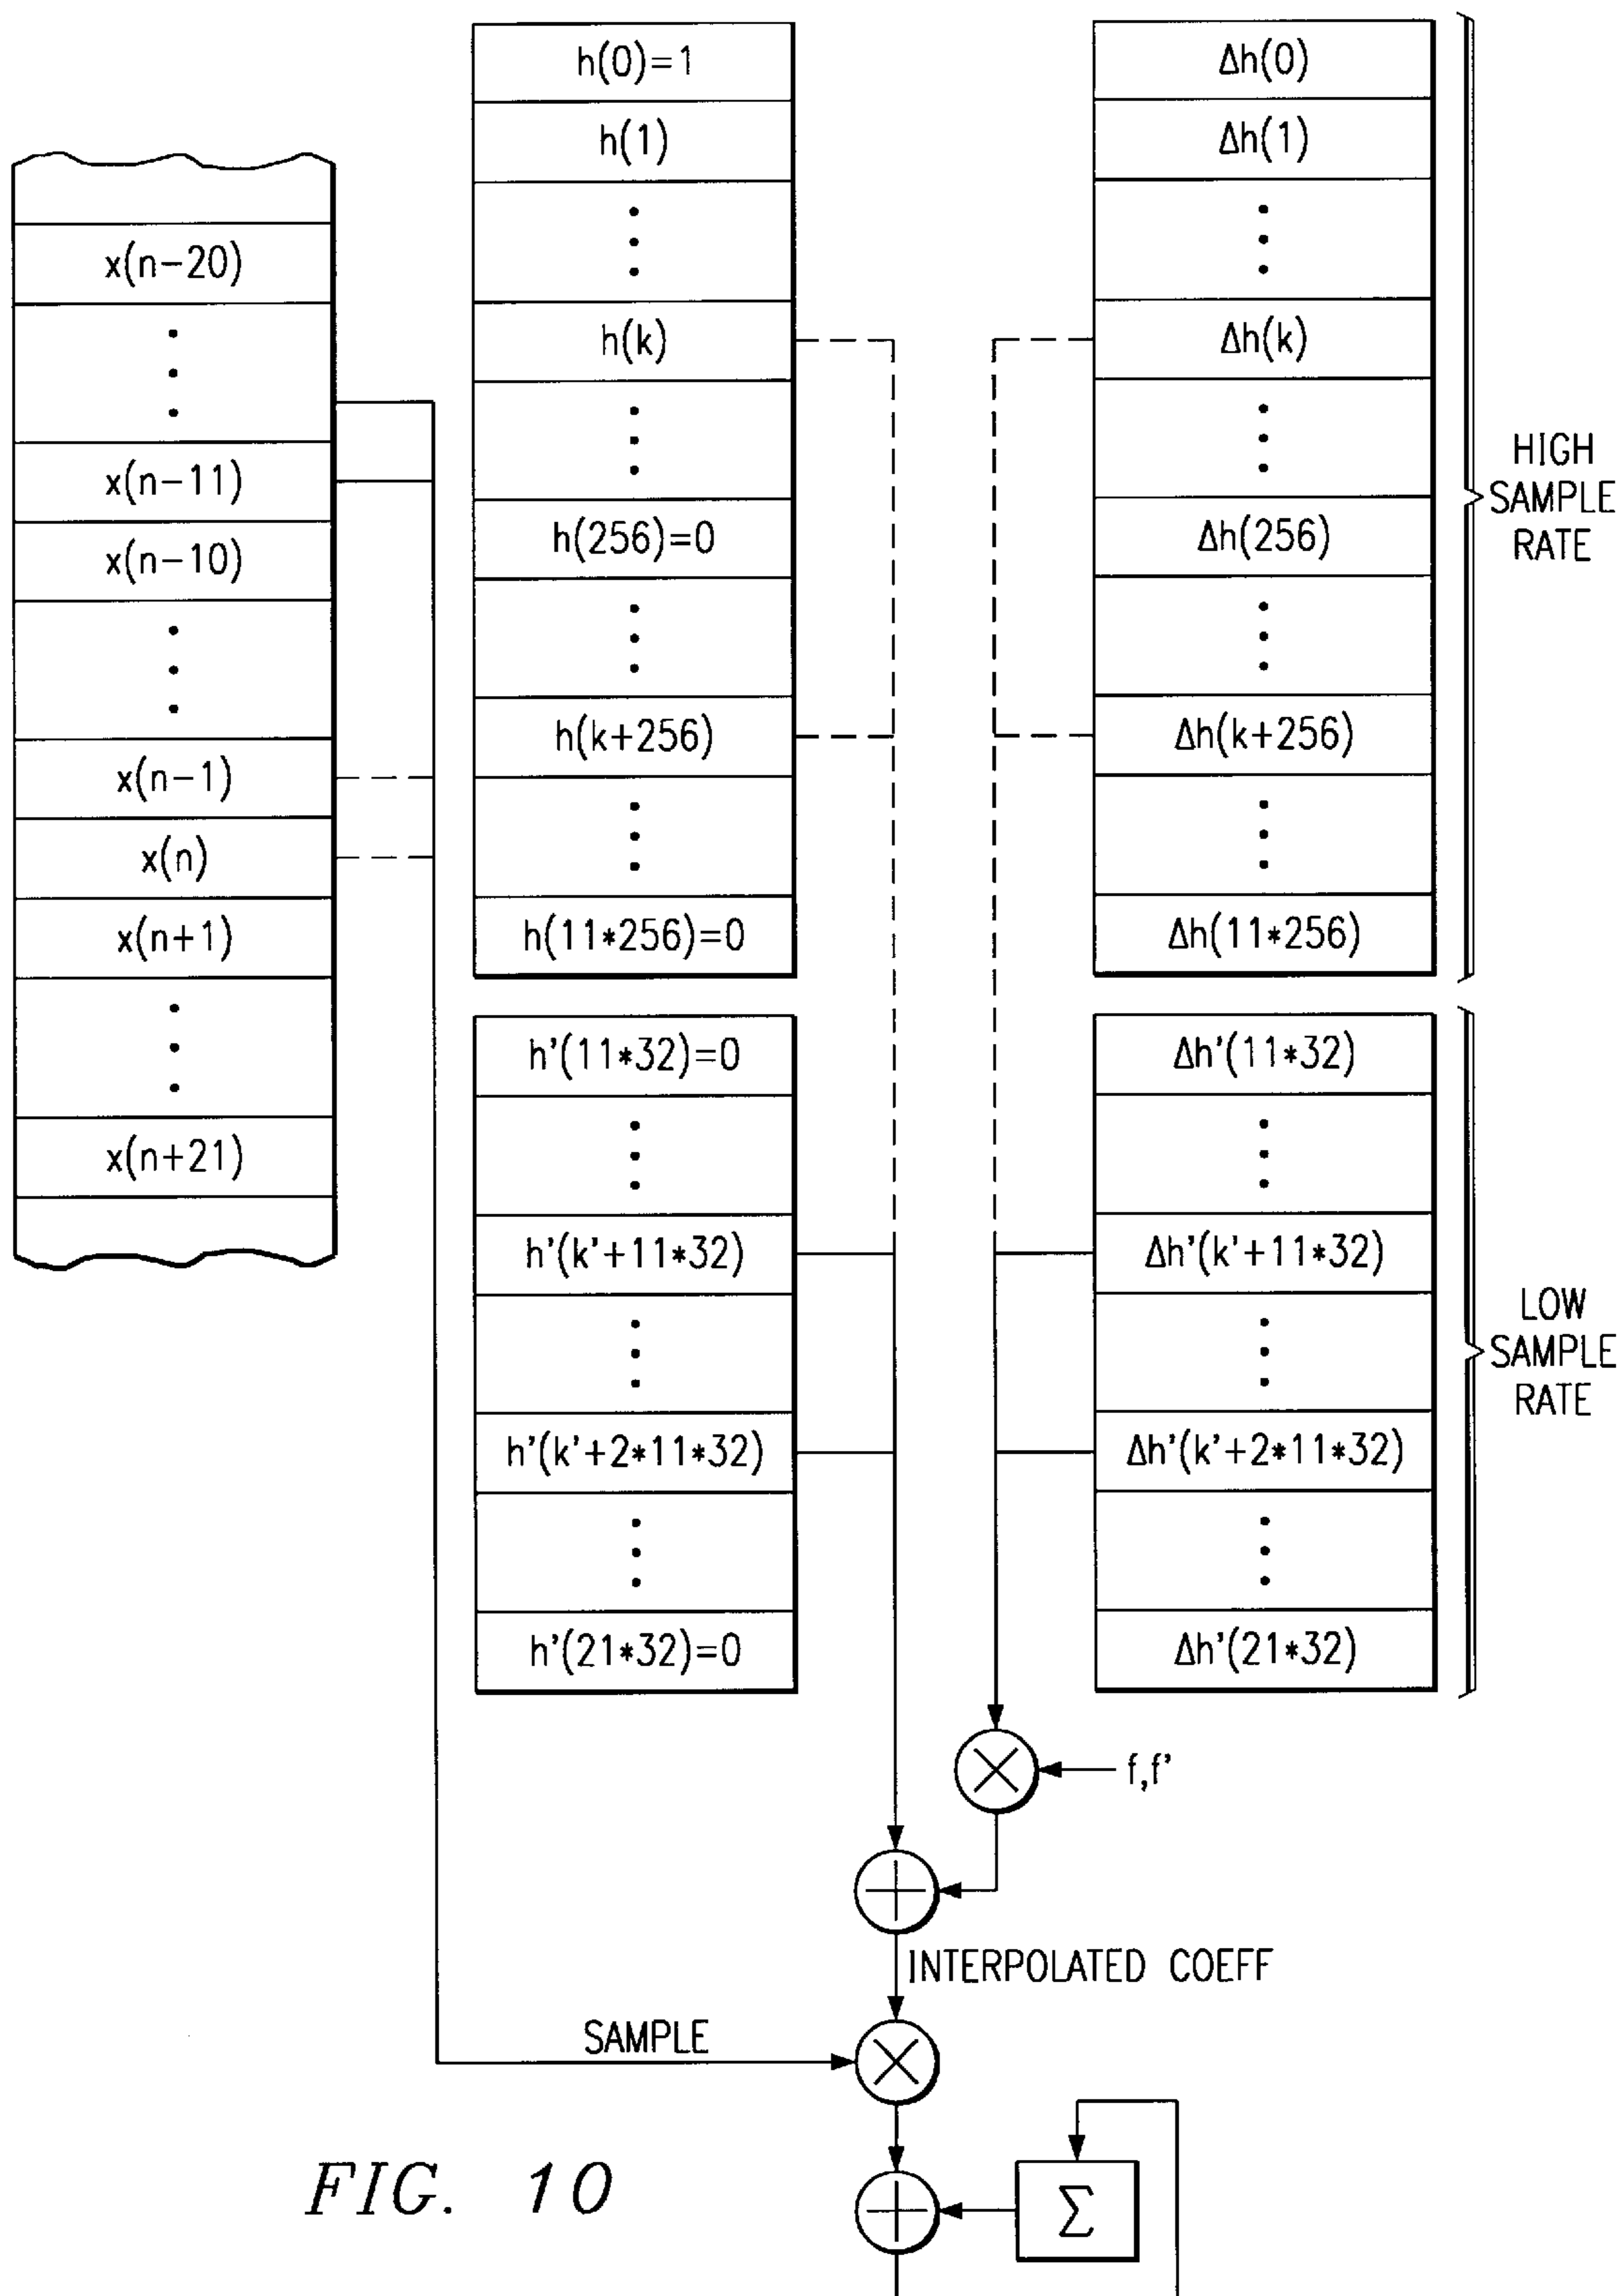 x(n-20)
x(n-11)
x(n-10)
x(n-1)
x(n)
x(n+1)
x(n+21)
h(0)=1
h(1)
h(k)
h(256)=0
h(k+256)
h(11*256)=0
h'(11*32)=0
h'(k'+11*32)
h'(k'+2*11*32)
h'(21*32)=0
Δh(0)
Δh(1)
Δh(k)
Δh(256)
Δh(k+256)
Δh(11*256)
Δh'(11*32)
Δh'(k'+11*32)
Δh'(k'+2*11*32)
Δh'(21*32)
HIGH
SAMPLE
RATE
LOW
SAMPLE
RATE
f,f'
INTERPOLATED COEFF
SAMPLE
Σ
FIG. 10